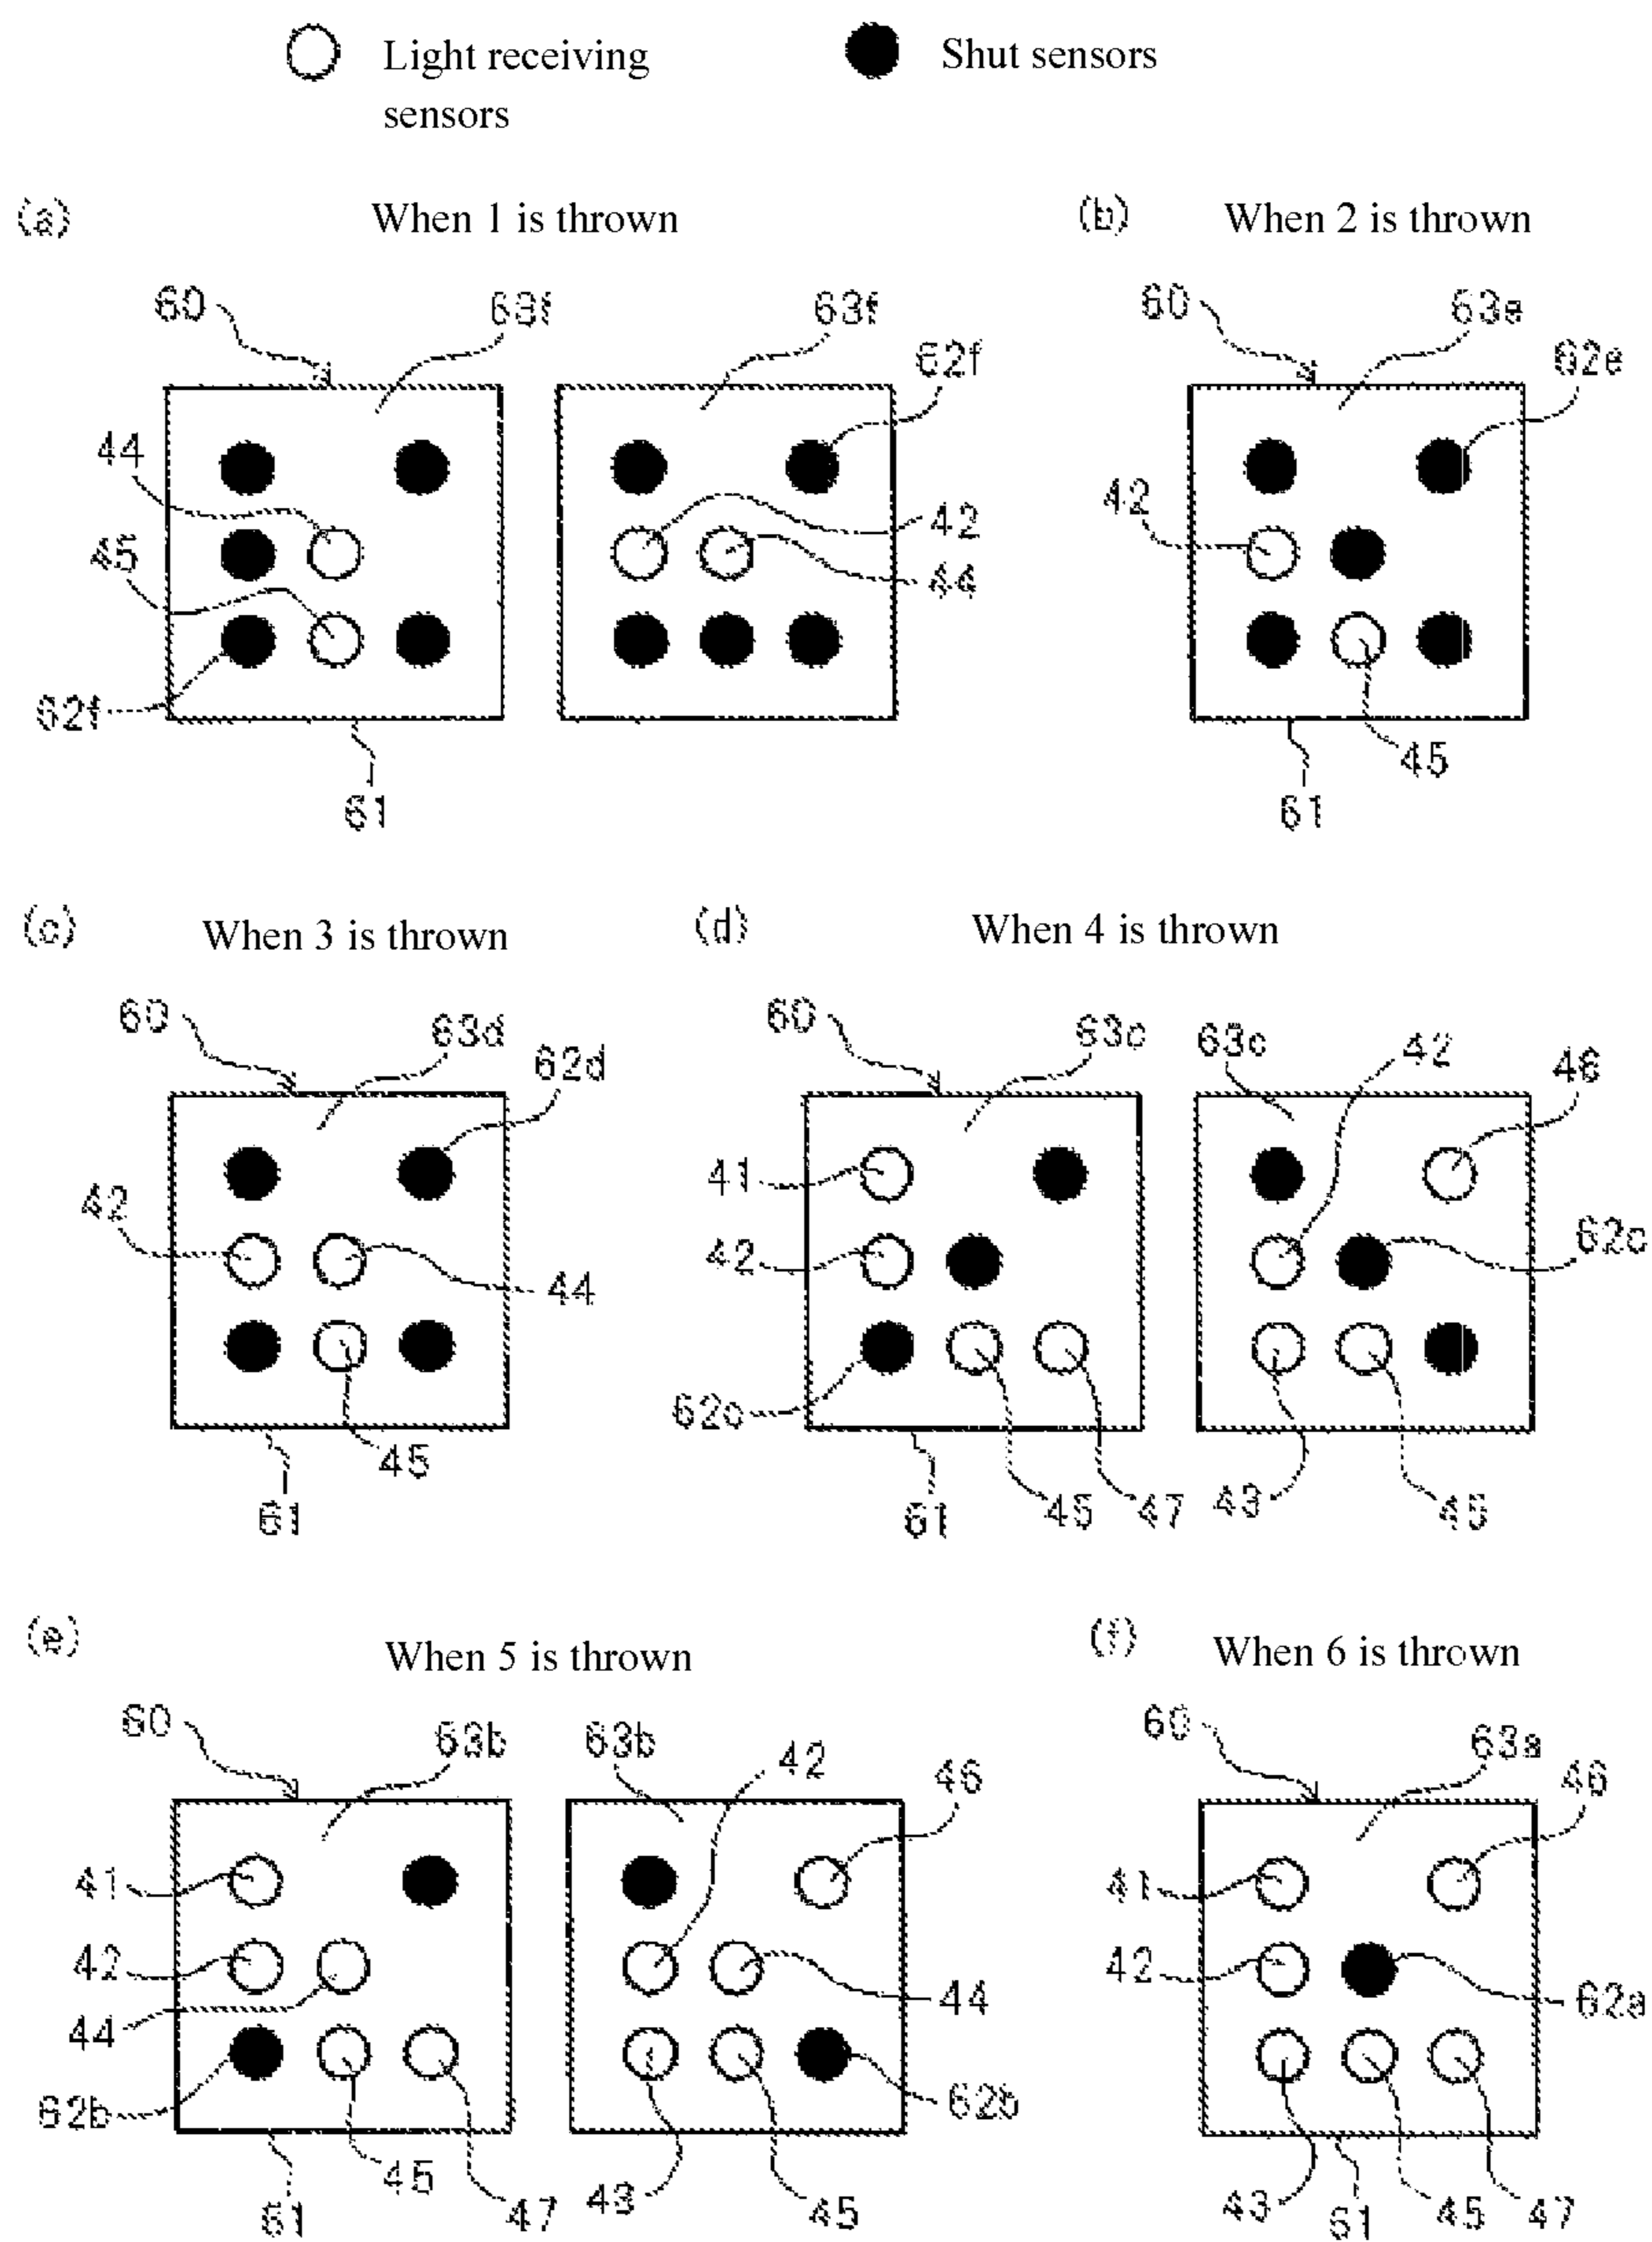 Light receiving
sensors
Shut sensors
(a) When 1 is thrown
(b) When 2 is thrown
60 63f 63f 62f
44 45 42 44
62f 61
60 63e 62e
42 45 61
(c) When 3 is thrown
(d) When 4 is thrown
60 63d 62d
42 44
45 61
60 63c 63c 42 46
41 42 62c
62c 61 45 47 43 45
(e) When 5 is thrown
(f) When 6 is thrown
60 63b 63b 42 46
41 42 44 44
62b 62b
61 45 47 43 45
60 63a 46
41 42 62a
43 61 45 47